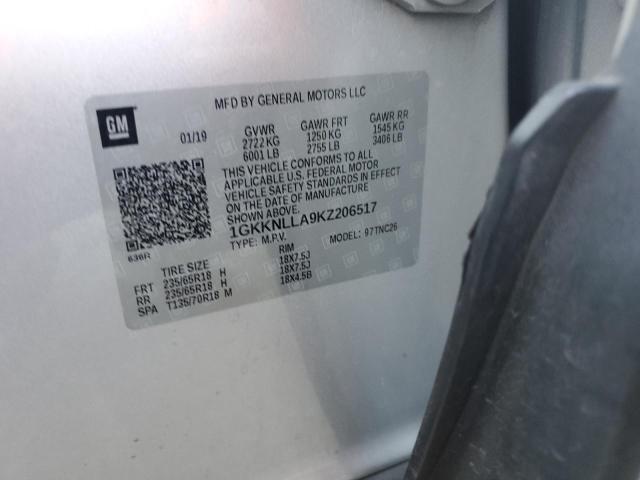 MFD BY GENERAL MOTORS LLC
GM
01/19
GVWR
2722 KG
6001 LB
GAWR FRT
1250 KG
2755 LB
GAWR RR
1545 KG
3406 LB
THIS VEHICLE CONFORMS TO ALL
APPLICABLE U.S. FEDERAL MOTOR
VEHICLE SAFETY STANDARDS IN EFFECT
ON THE DATE OF MANUFACTURE
SHOWN ABOVE.
1GKKNLLA9KZ206517
TYPE: M.P.V. MODEL: 97TNC26
636R
TIRE SIZE RIM
FRT 235/65R18 H 18X7.5J
RR 235/65R18 H 18X7.5J
SPA T135/70R18 M 18X4.5B